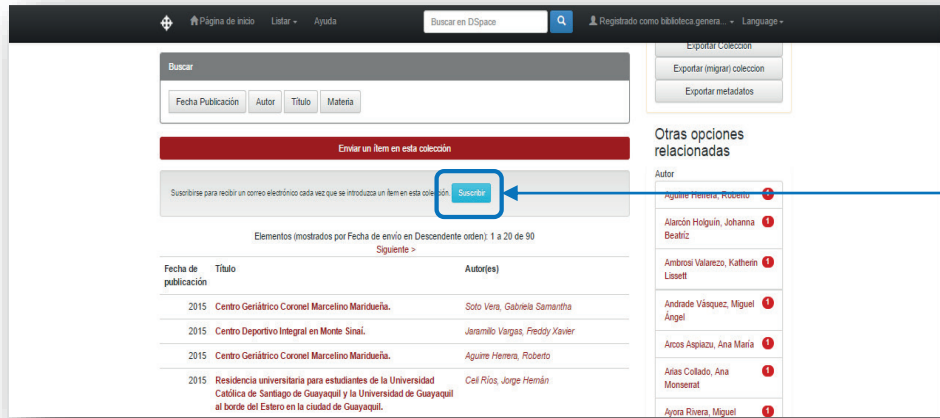 Página de inicio Listar Ayuda Buscar en DSpace Registrado como biblioteca.genera... Language
Buscar
Fecha Publicación Autor Título Materia
Enviar un ítem en esta colección
Suscribirse para recibir un correo electrónico cada vez que se introduzca un ítem en esta colección. Suscribir
Elementos (mostrados por Fecha de envío en Descendente orden): 1 a 20 de 90
Siguiente >
Fecha de publicación Título Autor(es)
2015 Centro Geriátrico Coronel Marcelino Maridueña. Soto Vera, Gabriela Samantha
2015 Centro Deportivo Integral en Monte Sinaí. Jaramillo Vargas, Freddy Xavier
2015 Centro Geriátrico Coronel Marcelino Maridueña. Aguirre Herrera, Roberto
2015 Residencia universitaria para estudiantes de la Universidad Celi Ríos, Jorge Hernán
Católica de Santiago de Guayaquil y la Universidad de Guayaquil
al borde del Estero en la ciudad de Guayaquil.
Exportar Colección
Exportar (migrar) coleccion
Exportar metadatos
Otras opciones
relacionadas
Autor
Aguirre Herrera, Roberto 1
Alarcón Holguín, Johanna 1
Beatriz
Ambrosi Valarezo, Katherin 1
Lissett
Andrade Vásquez, Miguel 1
Ángel
Arcos Aspiazu, Ana María 1
Arias Collado, Ana 1
Monserrat
Ayora Rivera, Miguel 1